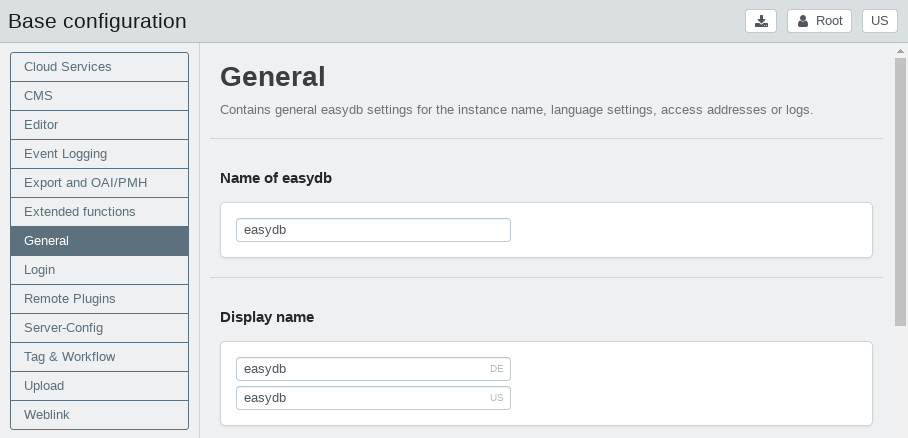 Base configuration
Root
US
Cloud Services
CMS
Editor
Event Logging
Export and OAI/PMH
Extended functions
General
Login
Remote Plugins
Server-Config
Tag & Workflow
Upload
Weblink
General
Contains general easydb settings for the instance name, language settings, access addresses or logs.
Name of easydb
easydb
Display name
easydb DE
easydb US